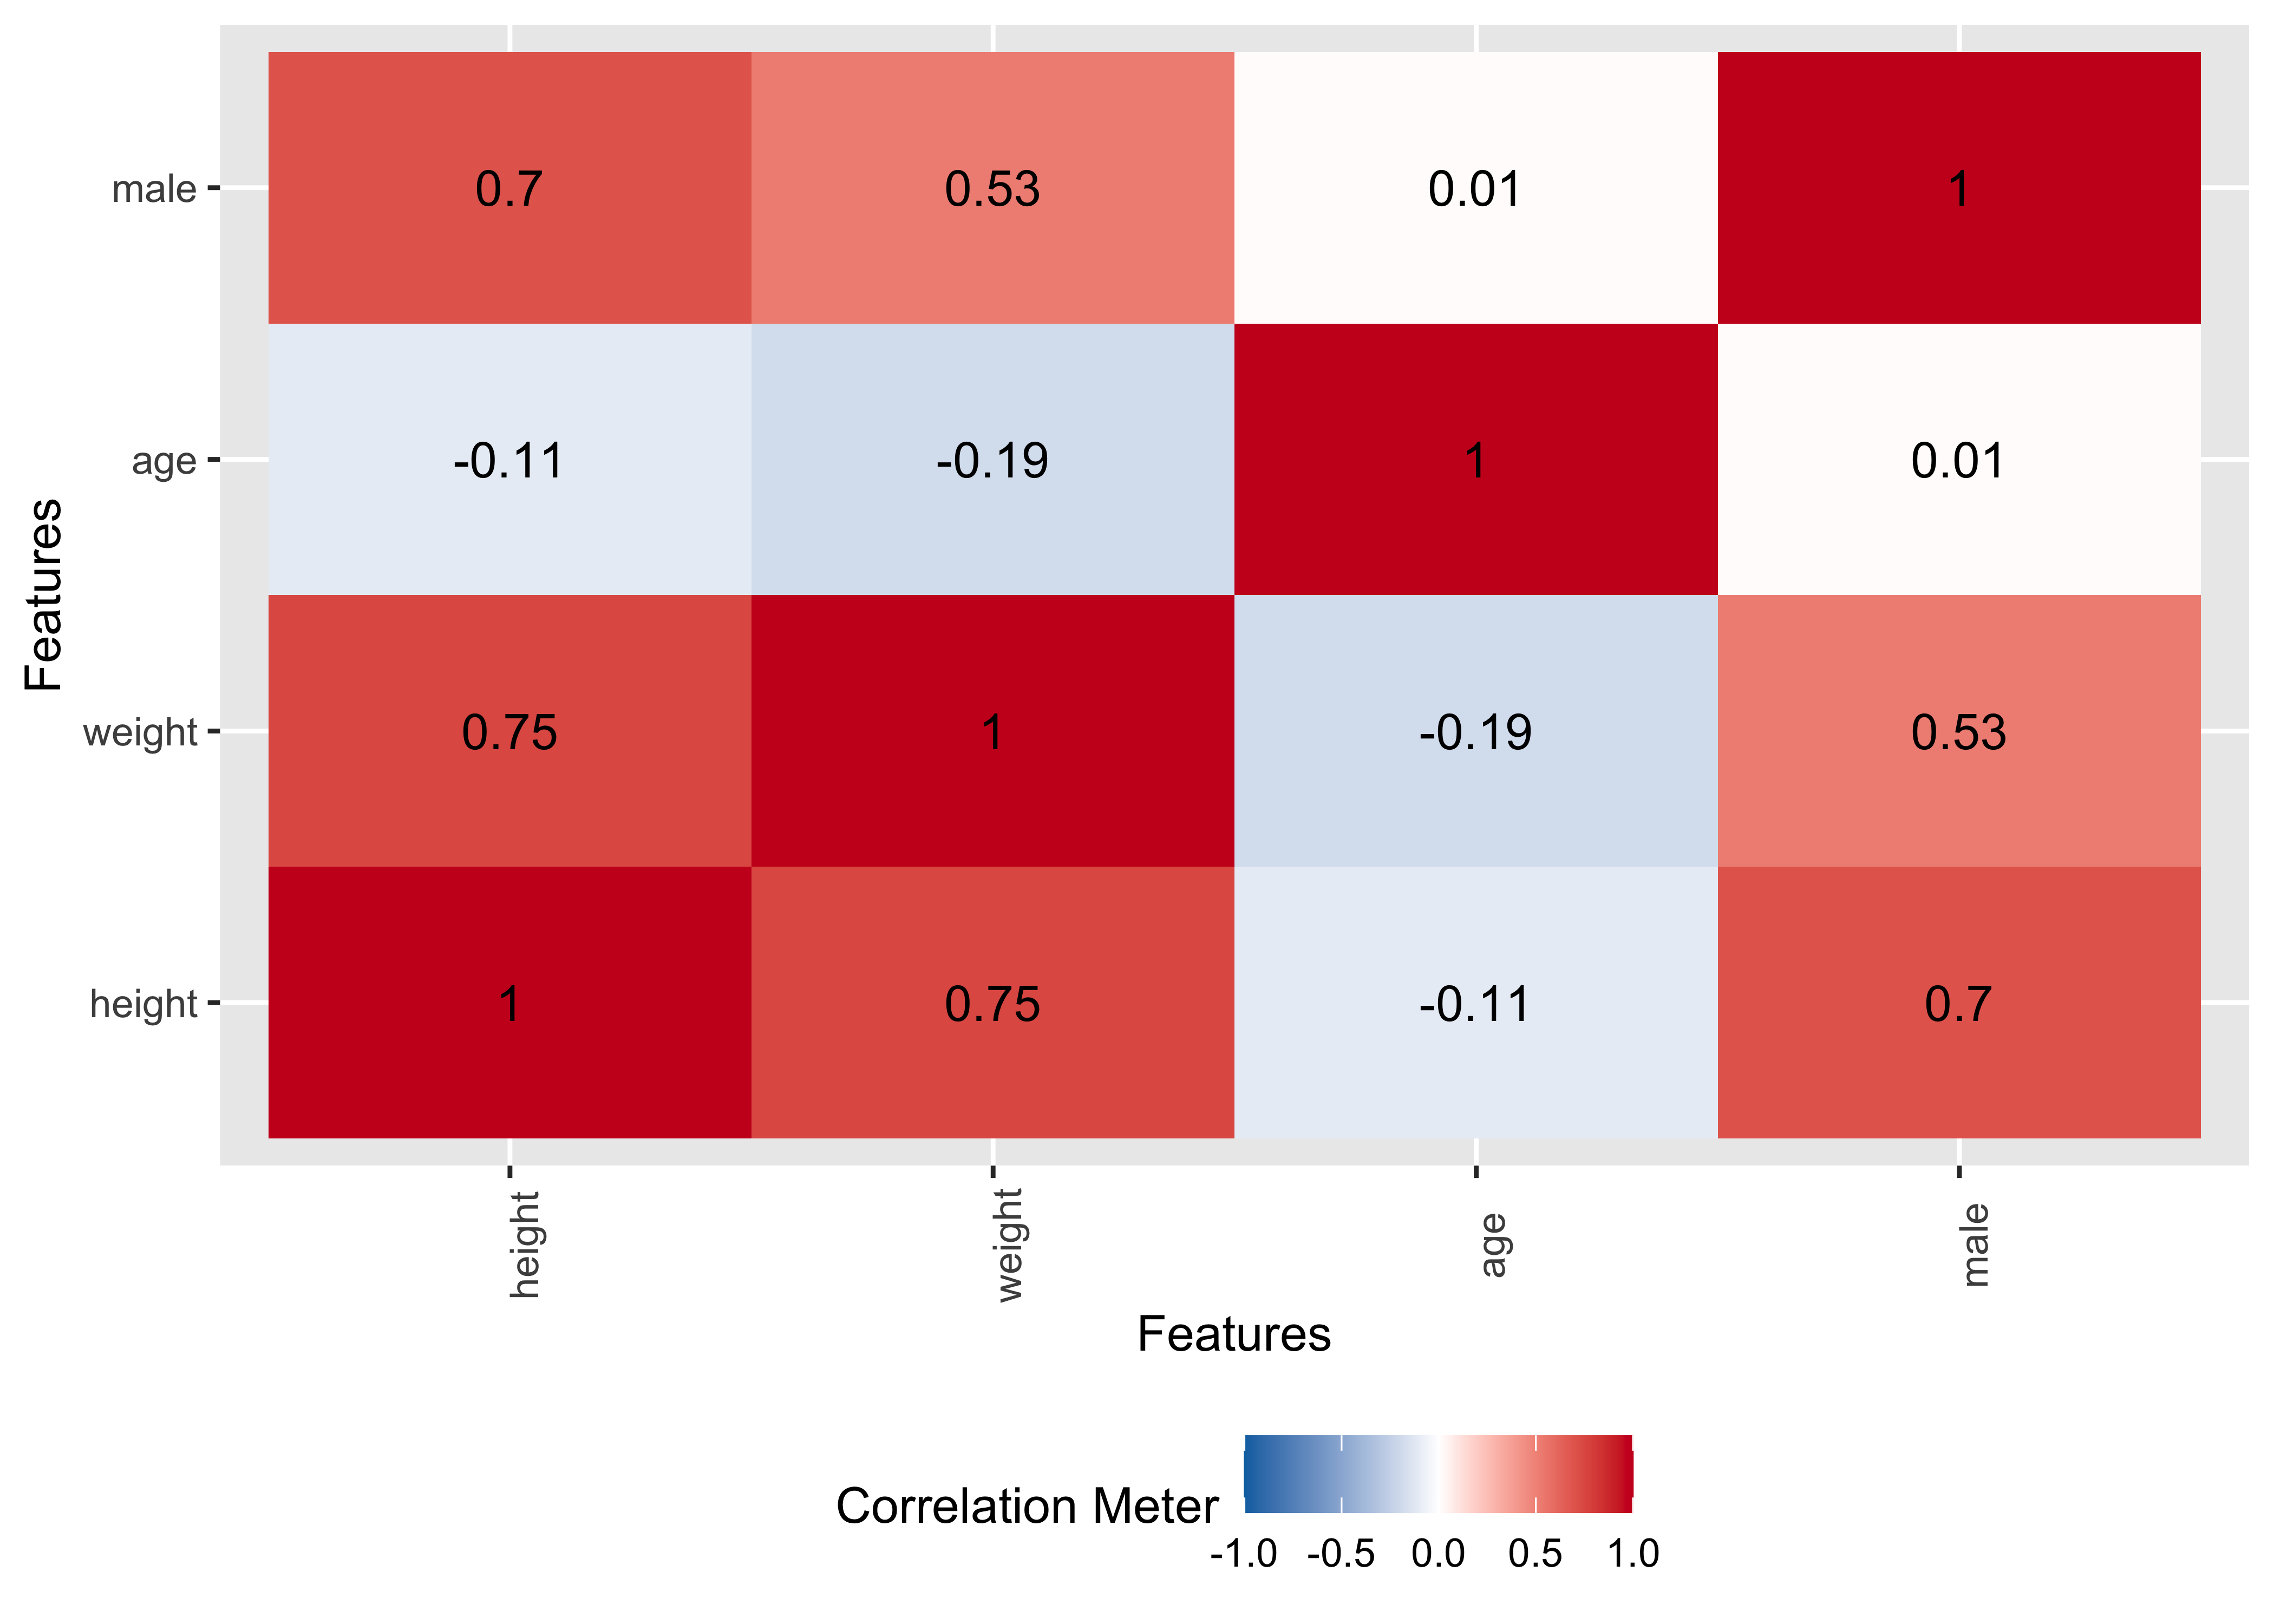 male
0.7 0.53 0.01 1
age
-0.11 -0.19 1 0.01
weight
0.75 1 -0.19 0.53
height
1 0.75 -0.11 0.7
Features
height weight age male
Features
Correlation Meter
-1.0 -0.5 0.0 0.5 1.0